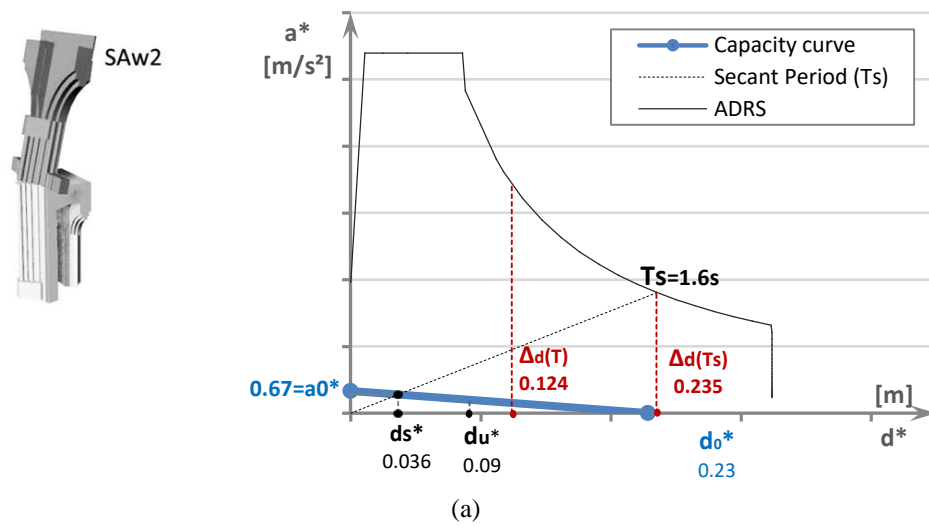 SAw2
a*
[m/s²]
Capacity curve
Secant Period (Ts)
ADRS
Ts=1.6s
Δd(T)
0.124
Δd(Ts)
0.235
0.67=a0*
[m]
ds*
0.036
du*
0.09
d0*
0.23
d*
(a)